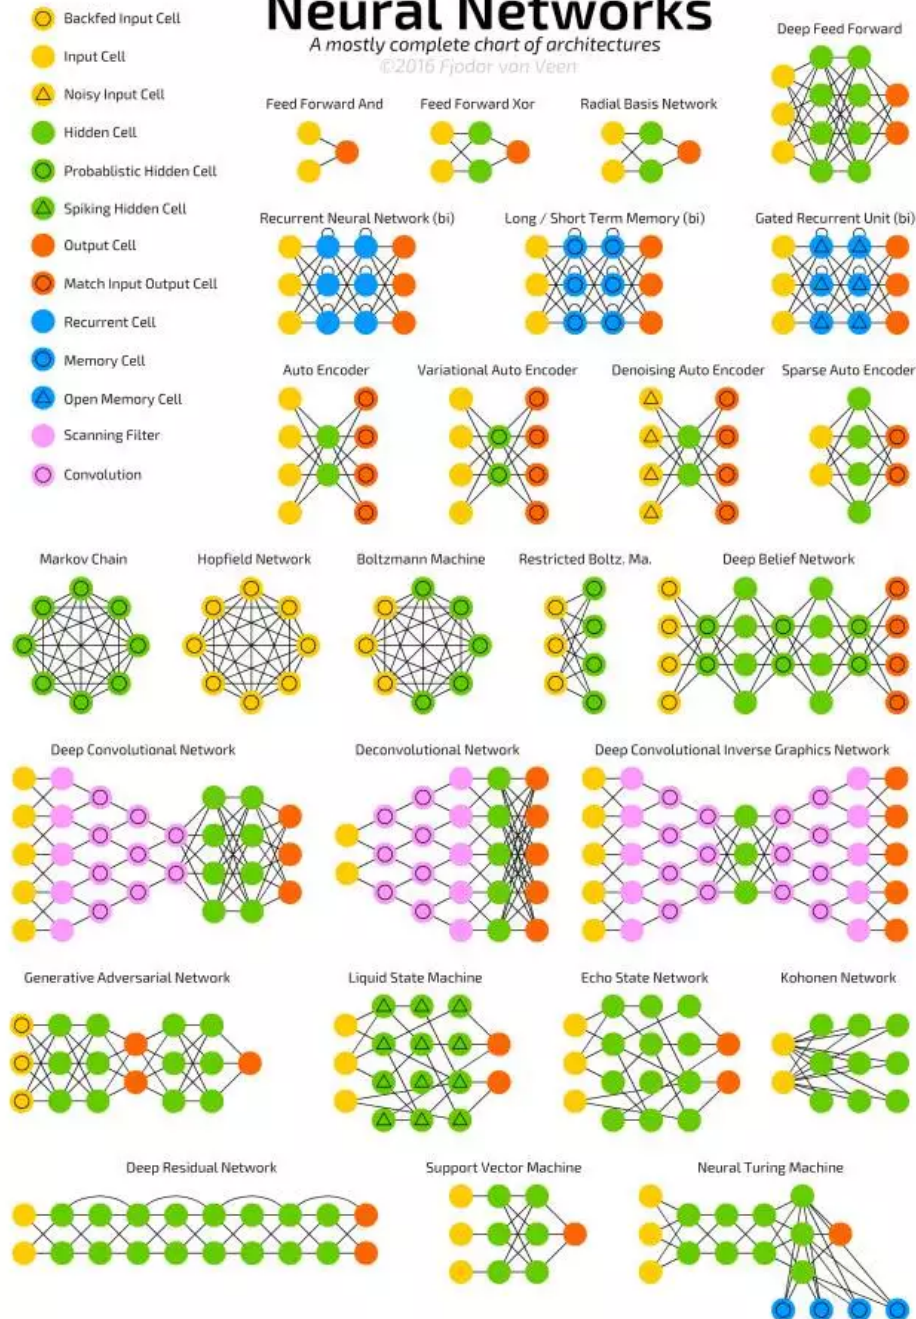 Neural Networks
A mostly complete chart of architectures
©2016 Fjodor van Veen
Backfed Input Cell
Input Cell
Noisy Input Cell
Hidden Cell
Probablistic Hidden Cell
Spiking Hidden Cell
Output Cell
Match Input Output Cell
Recurrent Cell
Memory Cell
Open Memory Cell
Scanning Filter
Convolution
Deep Feed Forward
Feed Forward And
Feed Forward Xor
Radial Basis Network
Recurrent Neural Network (bi)
Long / Short Term Memory (bi)
Gated Recurrent Unit (bi)
Auto Encoder
Variational Auto Encoder
Denoising Auto Encoder
Sparse Auto Encoder
Markov Chain
Hopfield Network
Boltzmann Machine
Restricted Boltz. Ma.
Deep Belief Network
Deep Convolutional Network
Deconvolutional Network
Deep Convolutional Inverse Graphics Network
Generative Adversarial Network
Liquid State Machine
Echo State Network
Kohonen Network
Deep Residual Network
Support Vector Machine
Neural Turing Machine